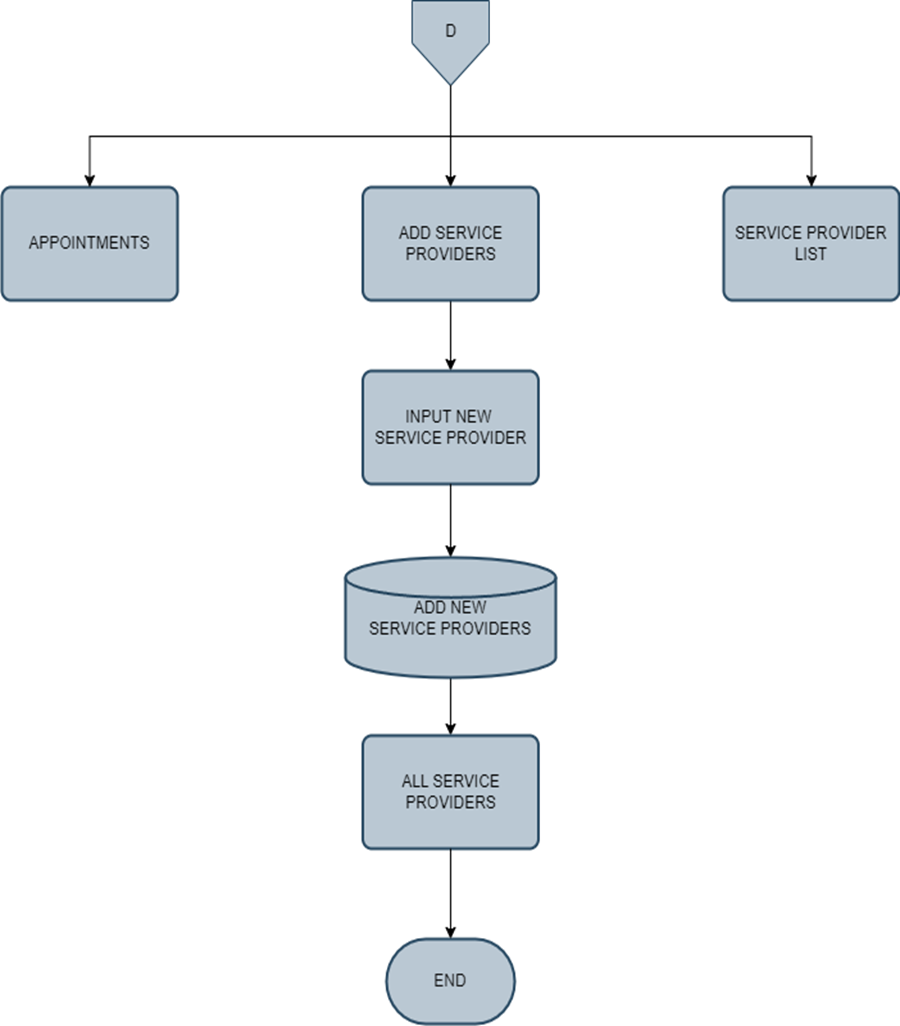 D
APPOINTMENTS
ADD SERVICE
PROVIDERS
SERVICE PROVIDER
LIST
INPUT NEW
SERVICE PROVIDER
ADD NEW
SERVICE PROVIDERS
ALL SERVICE
PROVIDERS
END